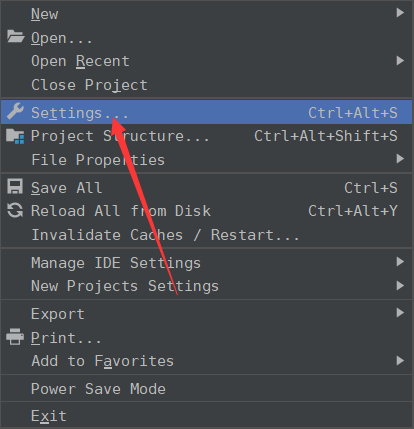 New
Open...
Open Recent
Close Project
Settings... Ctrl+Alt+S
Project Structure... Ctrl+Alt+Shift+S
File Properties
Save All Ctrl+S
Reload All from Disk Ctrl+Alt+Y
Invalidate Caches / Restart...
Manage IDE Settings
New Projects Settings
Export
Print...
Add to Favorites
Power Save Mode
Exit